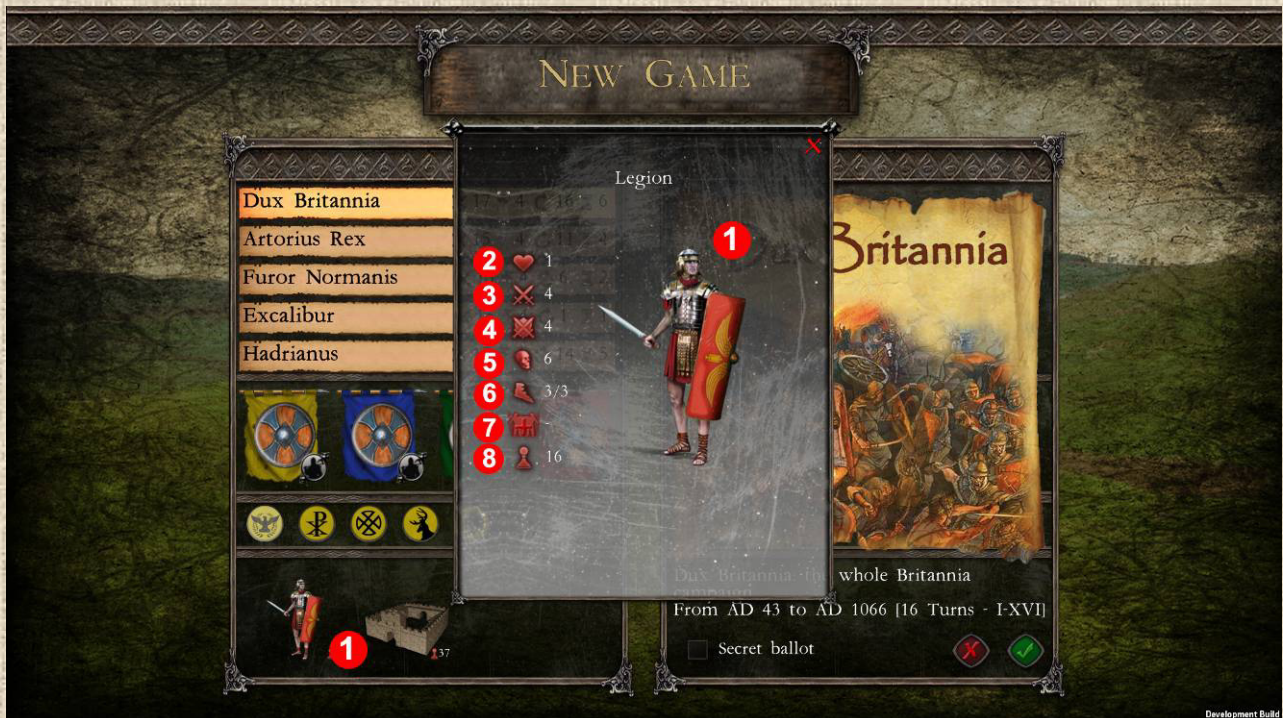 NEW GAME
Legion
Dux Britannia
Artorius Rex
Furor Normanis
Excalibur
Hadrianus
1
2 1
3 4
4 4
5 6
6 3/3
7 -
8 16
Britannia
1
37
Dux Britannia: the whole Britannia
campaign
From AD 43 to AD 1066 [16 Turns - I-XVI]
Secret ballot
Development Build